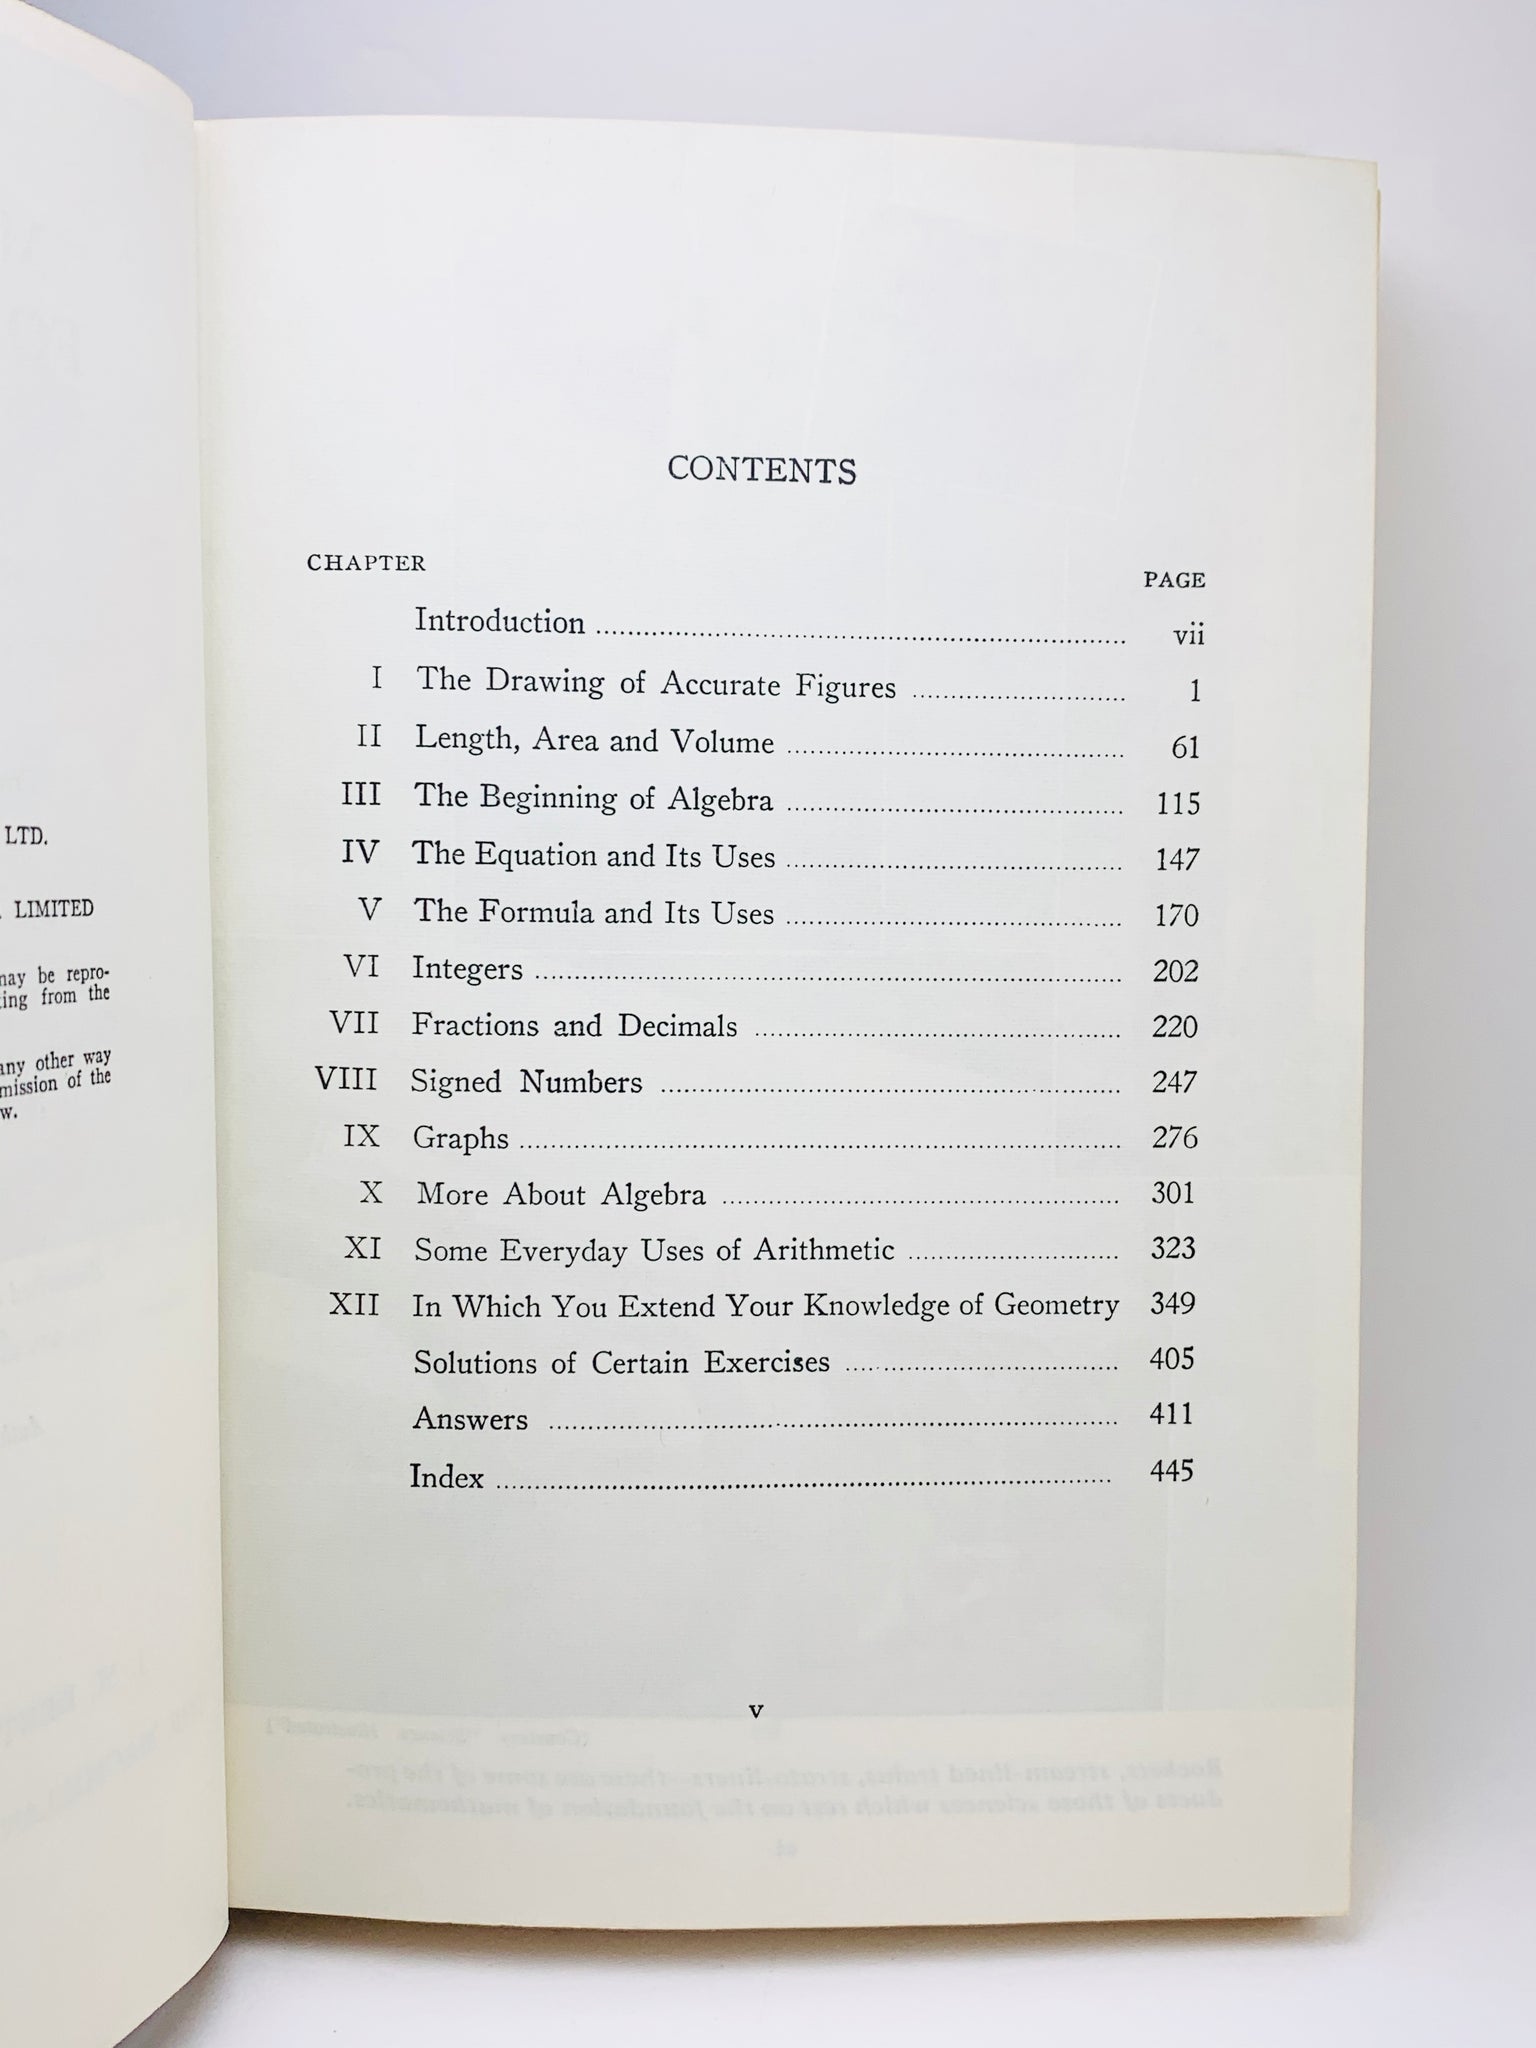 LTD.
LIMITED
may be repro-
from the
any other way
mission of the
w.
CONTENTS
CHAPTER PAGE
Introduction vii
I The Drawing of Accurate Figures 1
II Length, Area and Volume 61
III The Beginning of Algebra 115
IV The Equation and Its Uses 147
V The Formula and Its Uses 170
VI Integers 202
VII Fractions and Decimals 220
VIII Signed Numbers 247
IX Graphs 276
X More About Algebra 301
XI Some Everyday Uses of Arithmetic 323
XII In Which You Extend Your Knowledge of Geometry 349
Solutions of Certain Exercises 405
Answers 411
Index 445
v